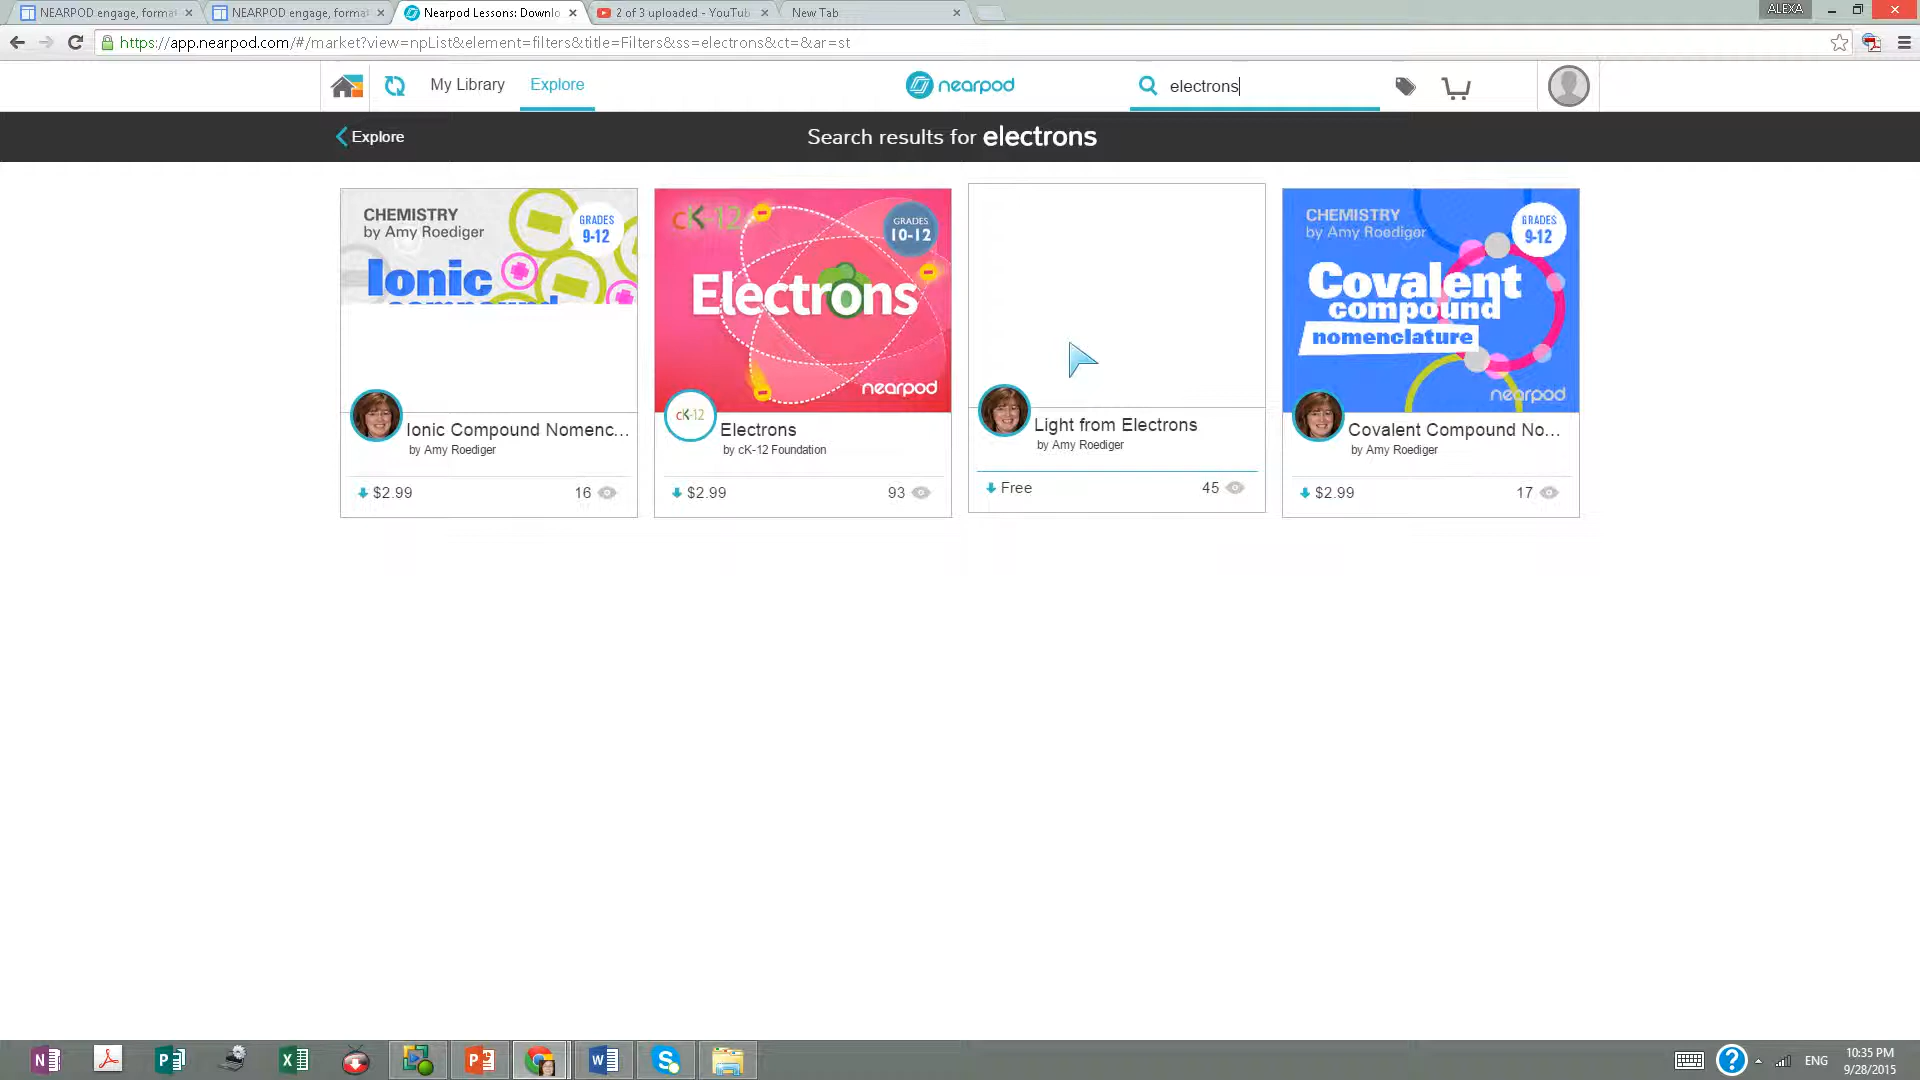 NEARPOD engage, forma
NEARPOD engage, forma
Nearpod Lessons: Downlo
2 of 3 uploaded - YouTub
New Tab
ALEXA
https://app.nearpod.com/#/market?view=npList&element=filters&title=Filters&ss=electrons&ct=&ar=st
My Library
Explore
nearpod
electrons
Explore
Search results for electrons
CHEMISTRY
by Amy Roediger
GRADES
9-12
Ionic
compound
cK-12
GRADES
10-12
Electrons
nearpod
CHEMISTRY
by Amy Roediger
GRADES
9-12
Covalent
compound
nomenclature
nearpod
Ionic Compound Nomenc...
by Amy Roediger
$2.99
16
cK-12
Electrons
by cK-12 Foundation
$2.99
93
Light from Electrons
by Amy Roediger
Free
45
Covalent Compound No...
by Amy Roediger
$2.99
17
ENG
10:35 PM
9/28/2015